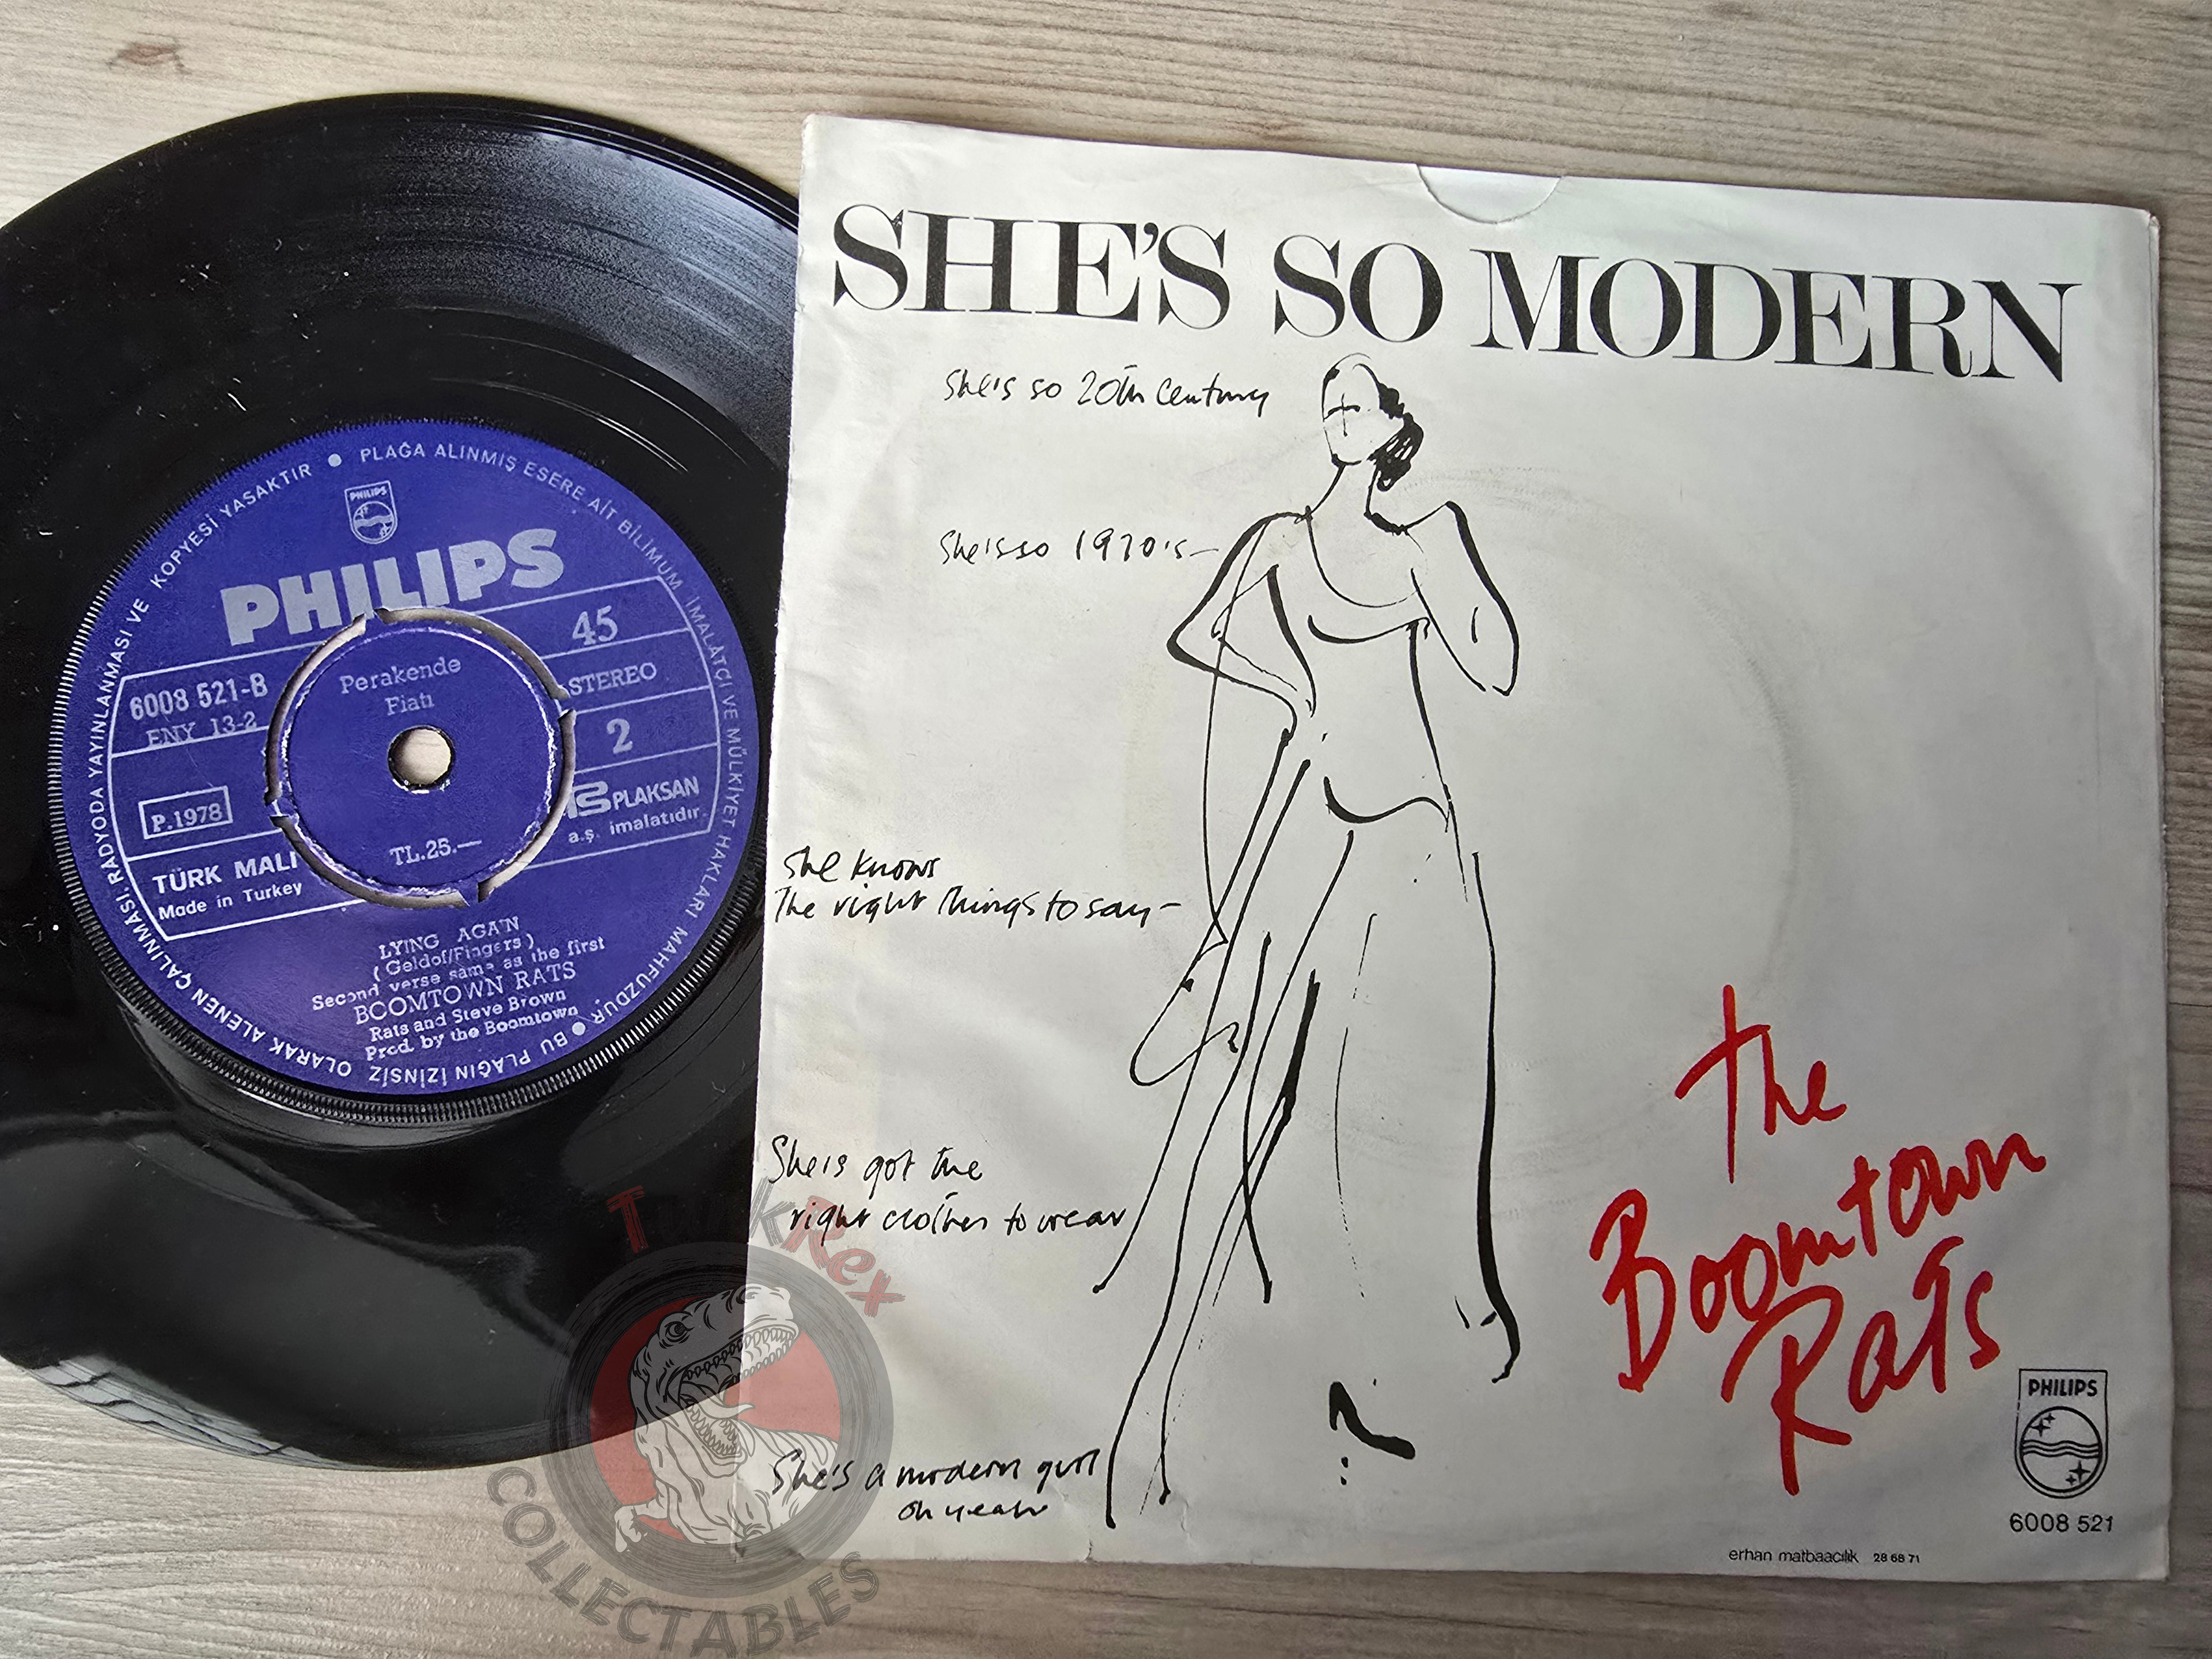 PLAĞA ALINMIŞ ESERE AİT BİLİMUM İMALATÇI VE MÜLKİYET HAKLARI MAHFUZDUR ● BU PLAĞIN İZİNSİZ OLARAK ALENEN ÇALINMASI, RADYODA YAYINLANMASI VE KOPYESİ YASAKTIR ●
PHILIPS
PHILIPS
45
STEREO
2
6008 521-B
ENY 13-2
P.1978
Perakende
Fiatı
TL.25.—
PLAKSAN
a.ş. imalatıdır.
TÜRK MALI
Made in Turkey
LYING AGAIN
(Geldof/Fingers)
Second verse same as the first
BOOMTOWN RATS
Rats and Steve Brown
Prod. by the Boomtown
SHE'S SO MODERN
She's so 20th Century
She's so 1970's—
She knows
The right things to say—
She's got the
right clothes to wear
She's a modern girl
oh yeah
?
The
Boomtown
Rats
PHILIPS
6008 521
erhan matbaacılık 28 68 71
TurkRex
COLLECTABLES